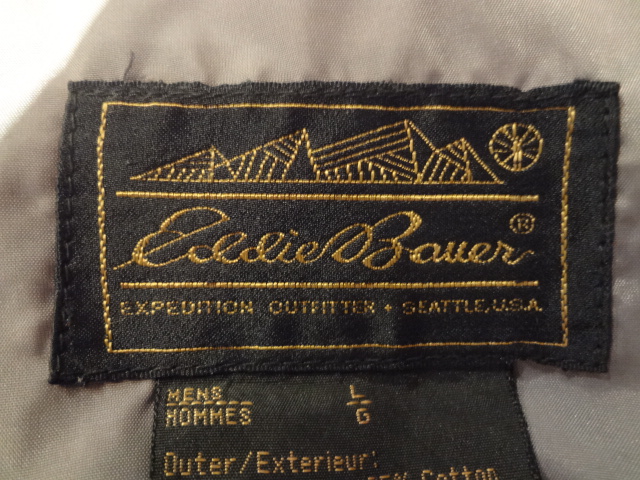 Eddie Bauer®
EXPEDITION OUTFITTER • SEATTLE, U.S.A.
MENS L
HOMMES G
Outer/Exterieur:
Cotton